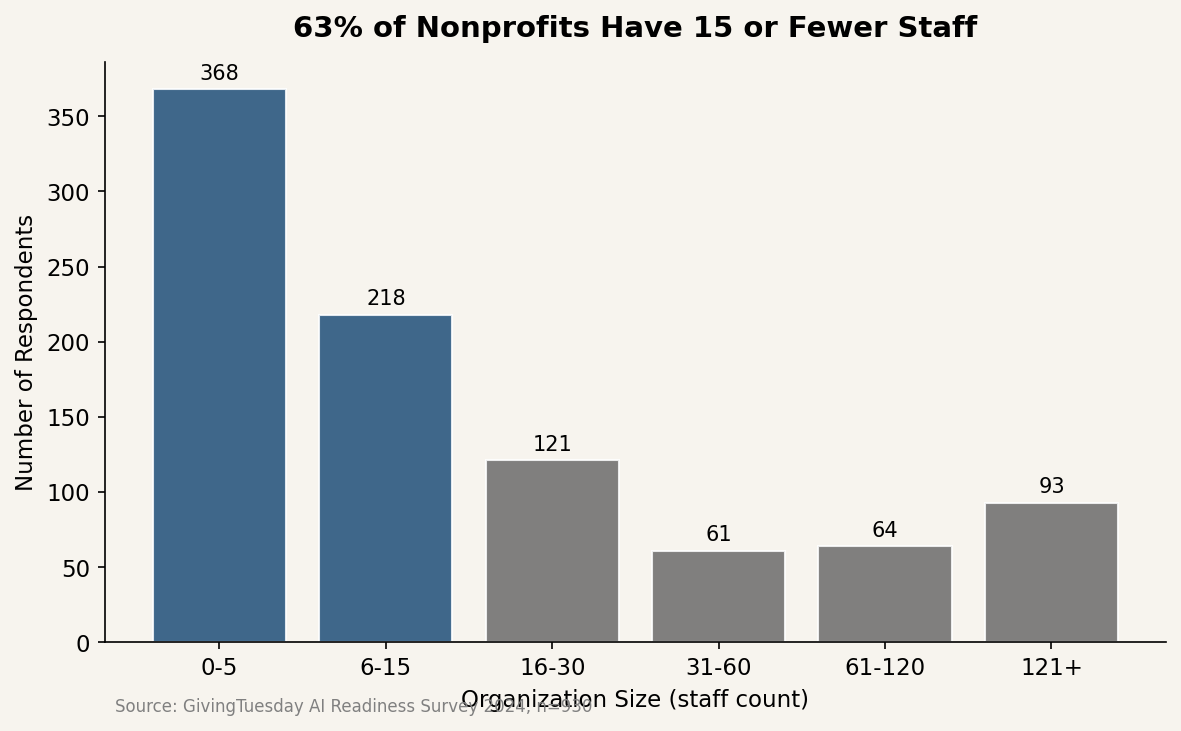 63% of Nonprofits Have 15 or Fewer Staff
368
218
121
61
64
93
350
300
250
200
150
100
50
0
Number of Respondents
0-5 6-15 16-30 31-60 61-120 121+
Organization Size (staff count)
Source: GivingTuesday AI Readiness Survey 2024, n=930